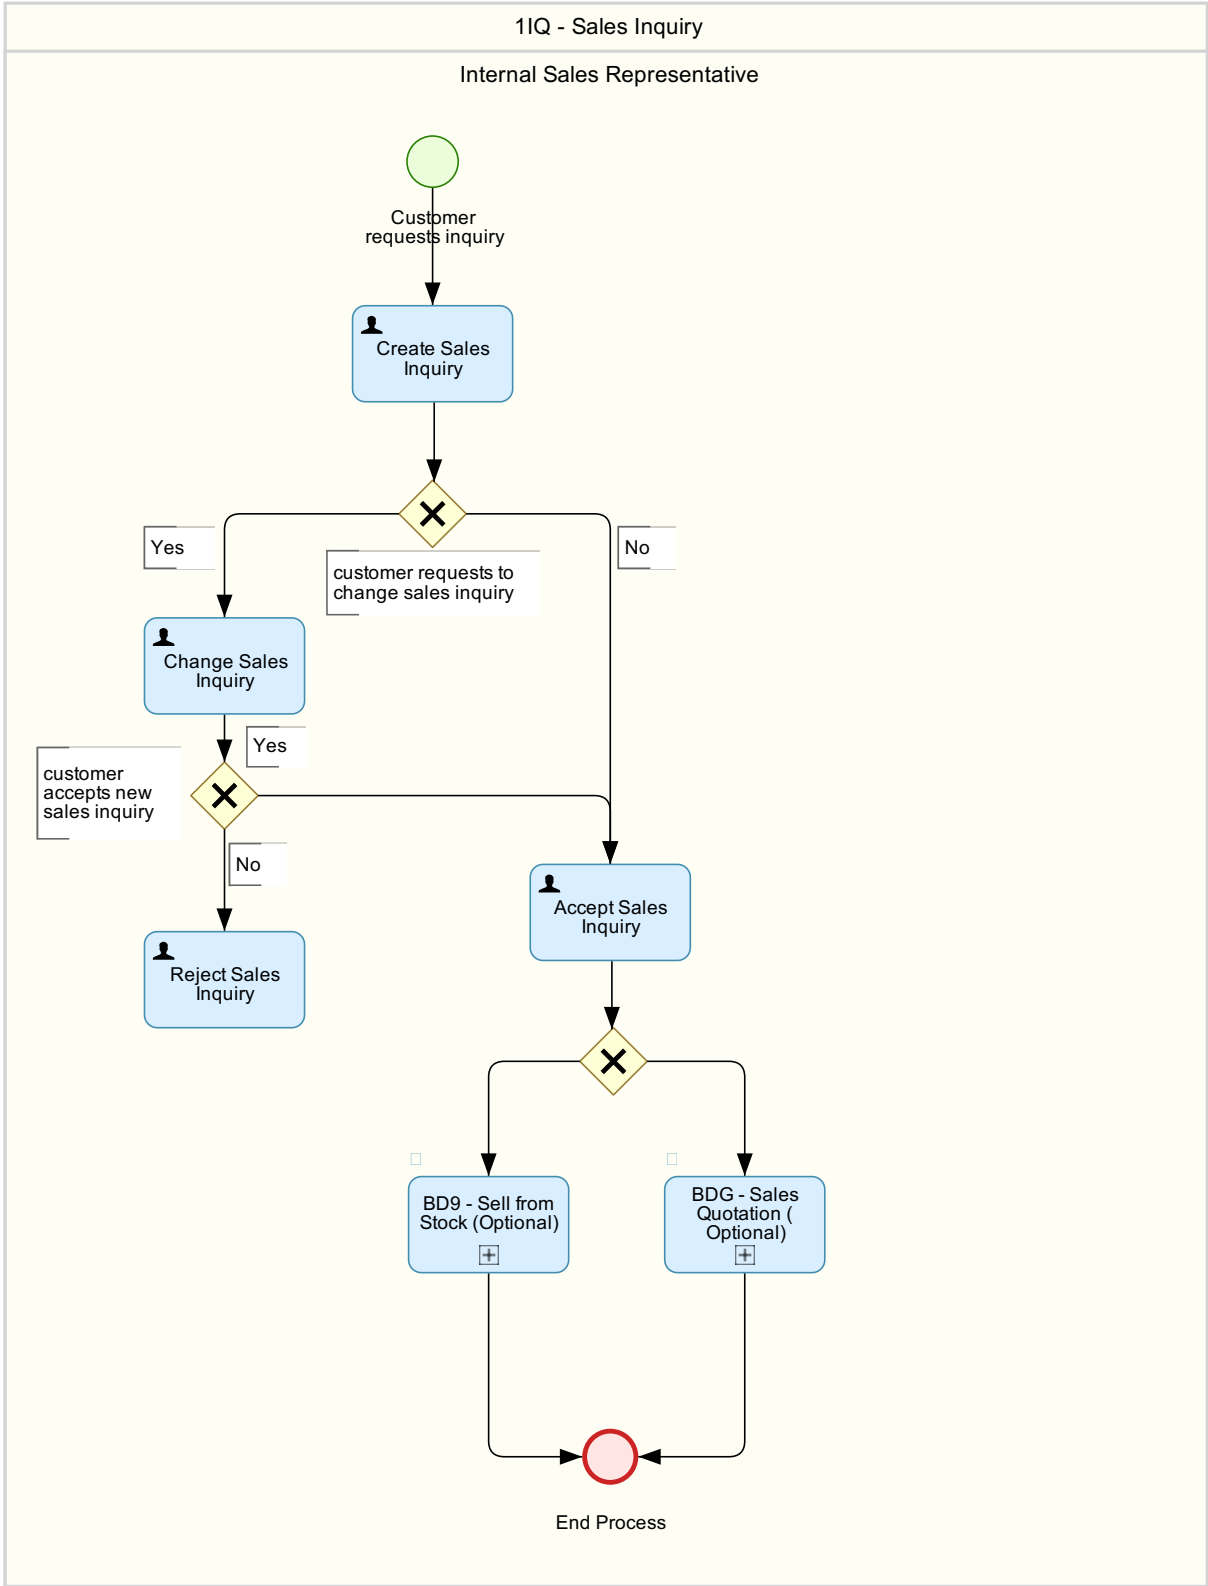 1IQ - Sales Inquiry
Internal Sales Representative
Customer
requests inquiry
Create Sales
Inquiry
Yes
No
customer requests to
change sales inquiry
Change Sales
Inquiry
Yes
customer
accepts new
sales inquiry
No
Accept Sales
Inquiry
Reject Sales
Inquiry
BD9 - Sell from
Stock (Optional)
BDG - Sales
Quotation (
Optional)
End Process